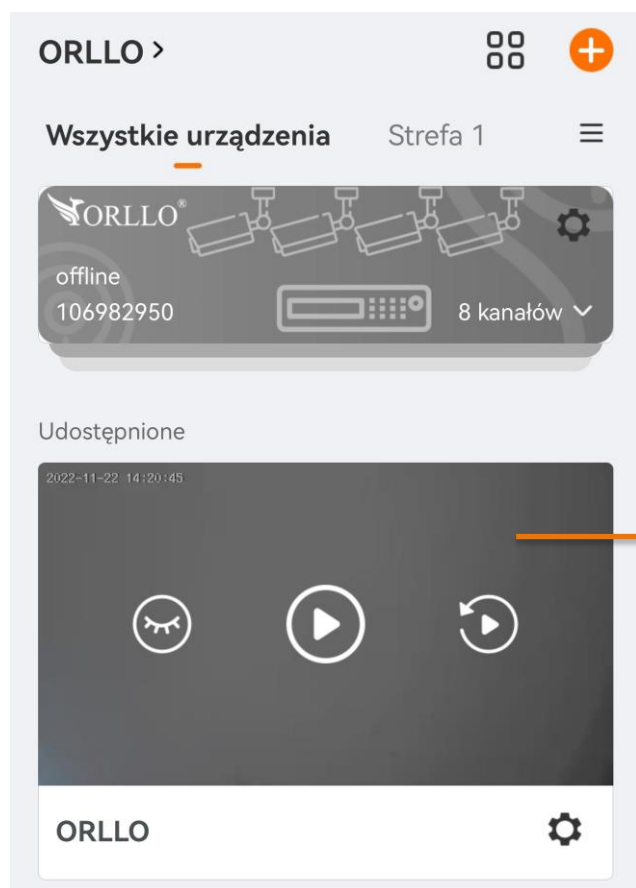 ORLLO >
Wszystkie urządzenia Strefa 1
ORLLO®
offline
106982950 8 kanałów
Udostępnione
2022-11-22 14:20:45
ORLLO